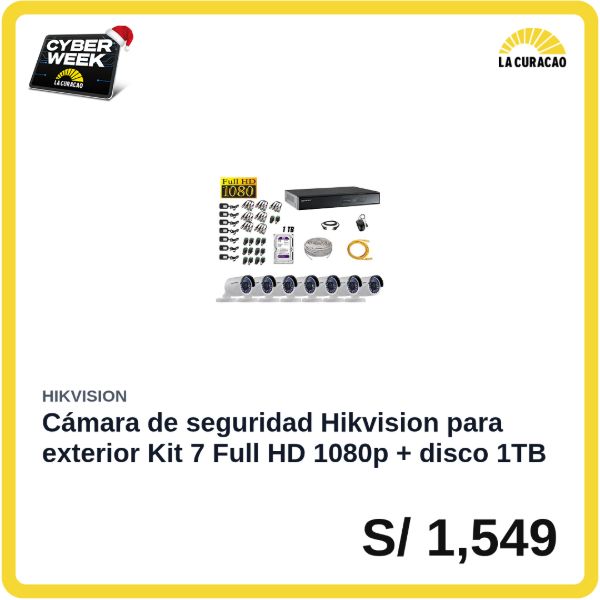 CYBER
WEEK
LA CURACAO
LA CURACAO
Full HD
1080
1 TB
HIKVISION
Cámara de seguridad Hikvision para
exterior Kit 7 Full HD 1080p + disco 1TB
S/ 1,549